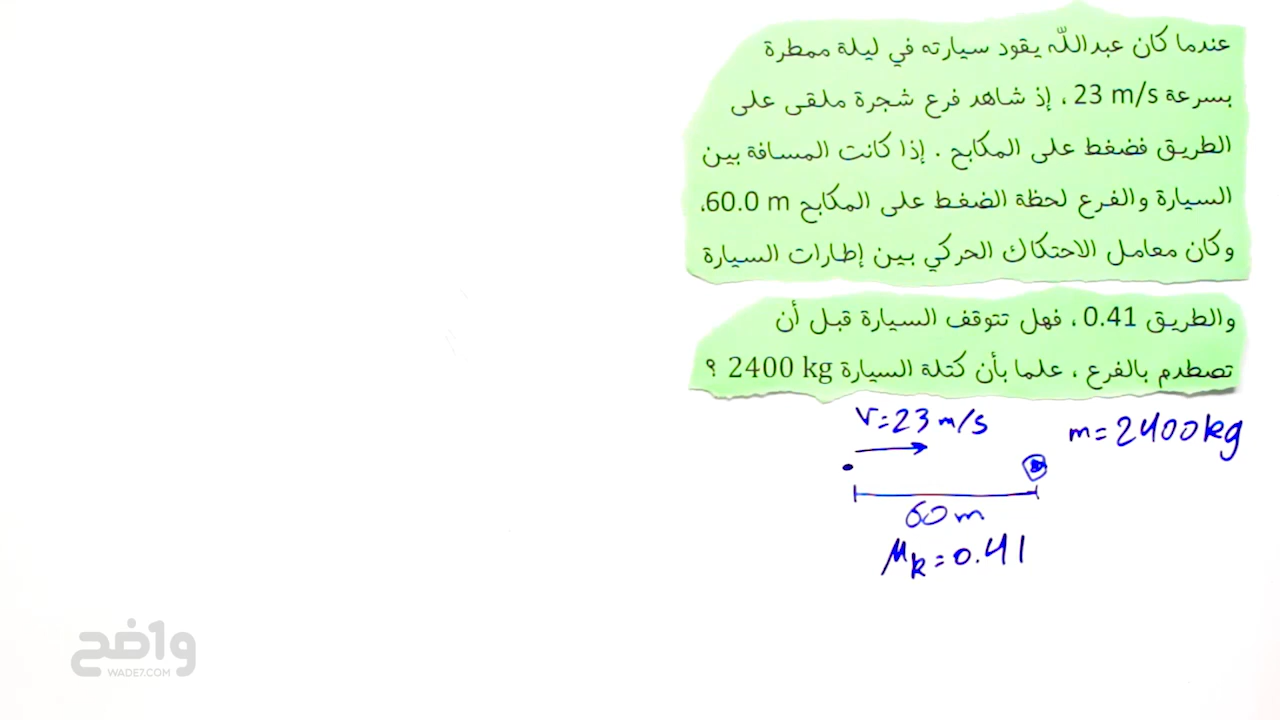 عندما كان عبدالله يقود سيارته في ليلة ممطرة
بسرعة 23 m/s ، إذ شاهد فرع شجرة ملقى على
الطريق فضغط على المكابح . إذا كانت المسافة بين
السيارة والفرع لحظة الضغط على المكابح 60.0 m،
وكان معامل الاحتكاك الحركي بين إطارات السيارة
والطريق 0.41 ، فهل تتوقف السيارة قبل أن
تصطدم بالفرع ، علما بأن كتلة السيارة 2400 kg ؟
v=23 m/s
m=2400kg
60 m
μk=0.41
واضح
WADE7.COM